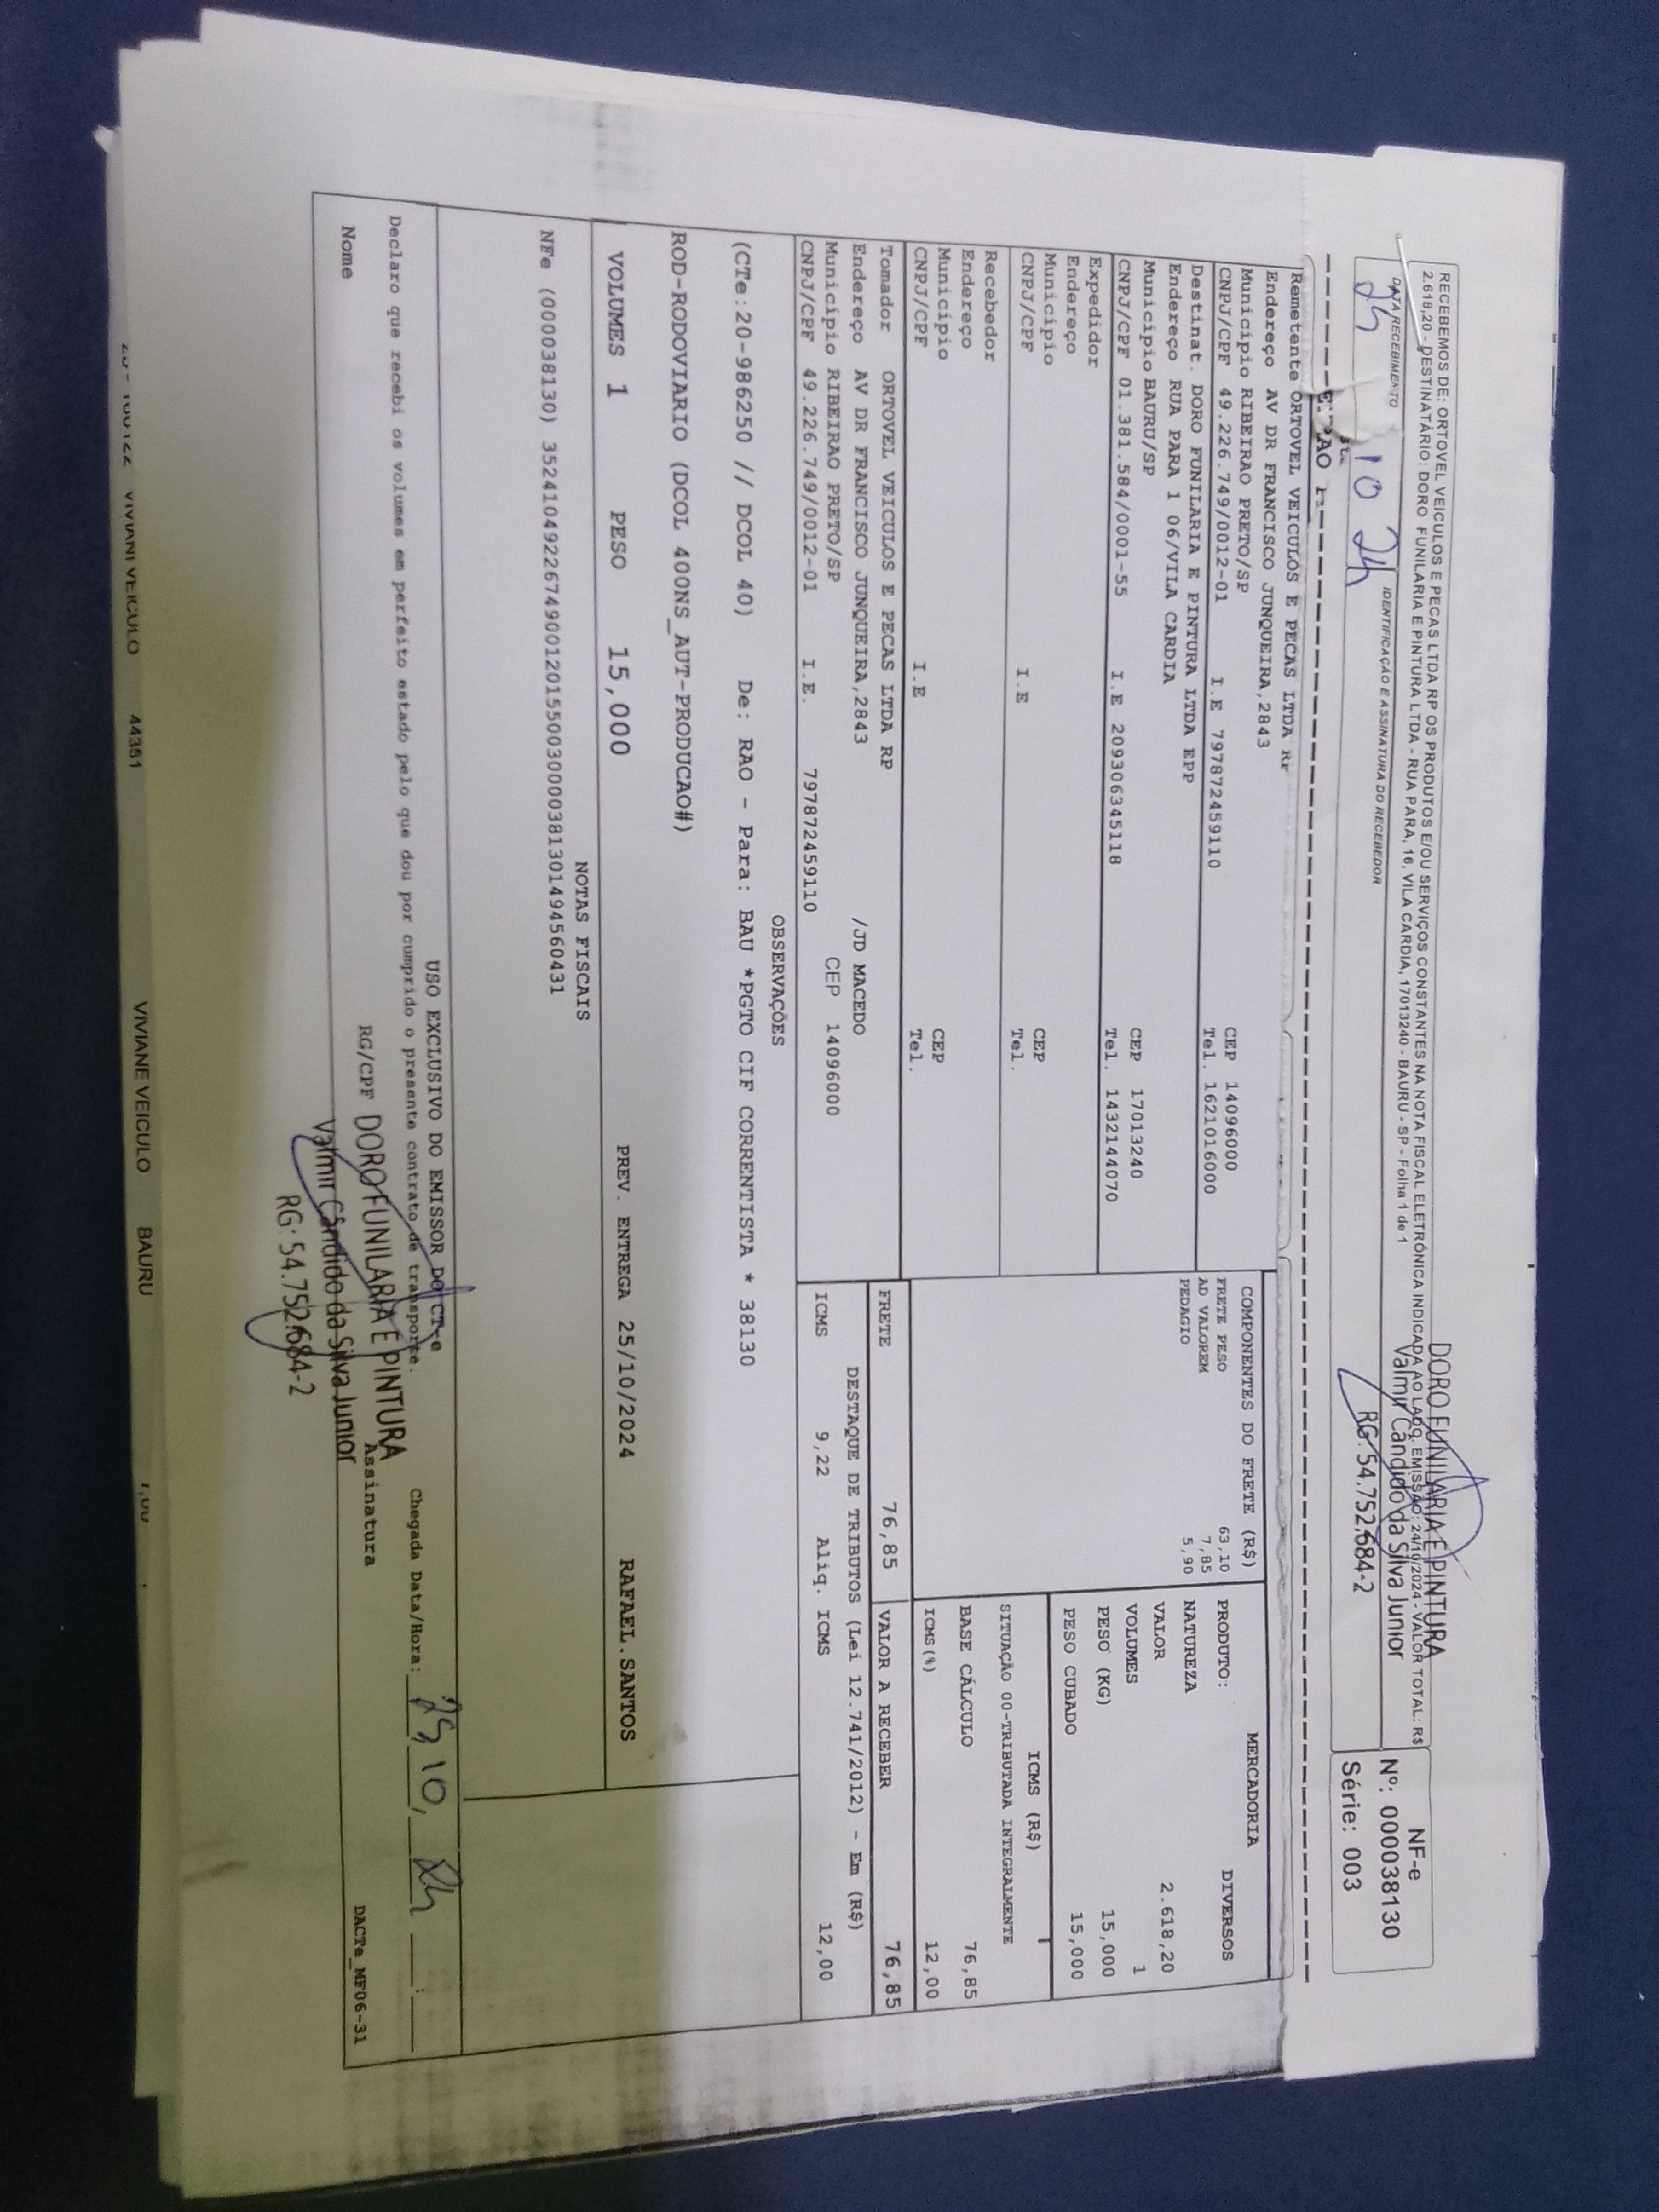 RECEBEMOS DE: ORTOVEL VEICULOS E PECAS LTDA RP OS PRODUTOS E/OU SERVIÇOS CONSTANTES NA NOTA FISCAL ELETRÔNICA INDICADA AO LADO. EMISSÃO: 24/10/2024 - VALOR TOTAL: R$
2.618,20 - DESTINATÁRIO: DORO FUNILARIA E PINTURA LTDA - RUA PARA, 16, VILA CARDIA, 17013240 - BAURU - SP - Folha 1 de 1
DORO FUNILARIA E PINTURA
Valmir Cândido da Silva Junior
RG: 54.752.684-2
NF-e
Nº: 000038130
Série: 003
DATA RECEBIMENTO
10 24
IDENTIFICAÇÃO E ASSINATURA DO RECEBEDOR
Remetente ORTOVEL VEICULOS E PECAS LTDA RP
Endereço AV DR FRANCISCO JUNQUEIRA,2843
Município RIBEIRAO PRETO/SP CEP 14096000
CNPJ/CPF 49.226.749/0012-01 I.E 797872459110 Tel. 1621016000
Destinat. DORO FUNILARIA E PINTURA LTDA EPP
Endereço RUA PARA 1 06/VILA CARDIA
Município BAURU/SP CEP 17013240
CNPJ/CPF 01.381.584/0001-55 I.E 209306345118 Tel. 1432144070
Expedidor
Endereço
Município CEP
CNPJ/CPF I.E Tel.
Recebedor
Endereço
Município CEP
CNPJ/CPF I.E Tel.
Tomador ORTOVEL VEICULOS E PECAS LTDA RP
Endereço AV DR FRANCISCO JUNQUEIRA,2843 /JD MACEDO
Município RIBEIRAO PRETO/SP CEP 14096000
CNPJ/CPF 49.226.749/0012-01 I.E. 797872459110
COMPONENTES DO FRETE (R$)
FRETE PESO 63,10
AD VALOREM 7,85
PEDAGIO 5,90
MERCADORIA
PRODUTO: DIVERSOS
NATUREZA
VALOR 2.618,20
VOLUMES 1
PESO (KG) 15,000
PESO CUBADO 15,000
ICMS (R$)
SITUAÇÃO 00-TRIBUTADA INTEGRALMENTE
BASE CÁLCULO 76,85
ICMS(%) 12,00
FRETE 76,85 VALOR A RECEBER 76,85
DESTAQUE DE TRIBUTOS (Lei 12.741/2012) - Em (R$)
ICMS 9,22 Aliq. ICMS 12,00
OBSERVAÇÕES
(CTe:20-986250 // DCOL 40) De: RAO - Para: BAU *PGTO CIF CORRENTISTA * 38130
ROD-RODOVIARIO (DCOL 400NS_AUT-PRODUCAO#)
VOLUMES 1 PESO 15,000 PREV. ENTREGA 25/10/2024 RAFAEL.SANTOS
NOTAS FISCAIS
NFe (000038130) 35241049226749001201550030000381301494560431
USO EXCLUSIVO DO EMISSOR DO CT-e
Declaro que recebi os volumes em perfeito estado pelo que dou por cumprido o presente contrato de transporte.
Chegada Data/Hora: 25 10 24
Nome RG/CPF Assinatura
DORO FUNILARIA E PINTURA
Valmir Cândido da Silva Junior
RG: 54.752.684-2
DACTe_MF06-31
VIVIANI VEICULO 44351 VIVIANE VEICULO BAURU